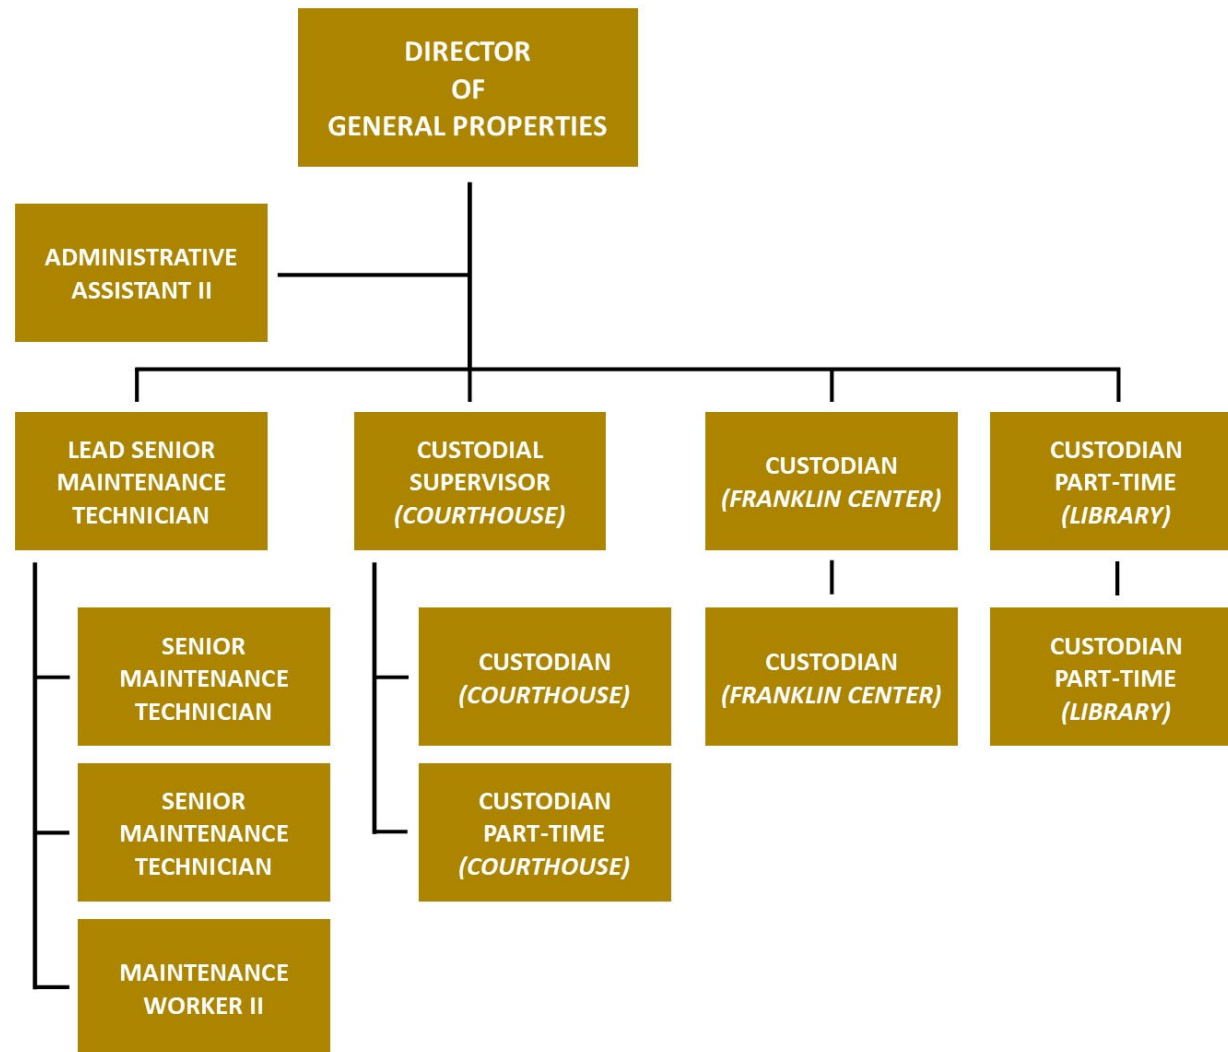 DIRECTOR
OF
GENERAL PROPERTIES
ADMINISTRATIVE
ASSISTANT II
LEAD SENIOR
MAINTENANCE
TECHNICIAN
CUSTODIAL
SUPERVISOR
(COURTHOUSE)
CUSTODIAN
(FRANKLIN CENTER)
CUSTODIAN
PART-TIME
(LIBRARY)
SENIOR
MAINTENANCE
TECHNICIAN
CUSTODIAN
(COURTHOUSE)
CUSTODIAN
(FRANKLIN CENTER)
CUSTODIAN
PART-TIME
(LIBRARY)
SENIOR
MAINTENANCE
TECHNICIAN
CUSTODIAN
PART-TIME
(COURTHOUSE)
MAINTENANCE
WORKER II